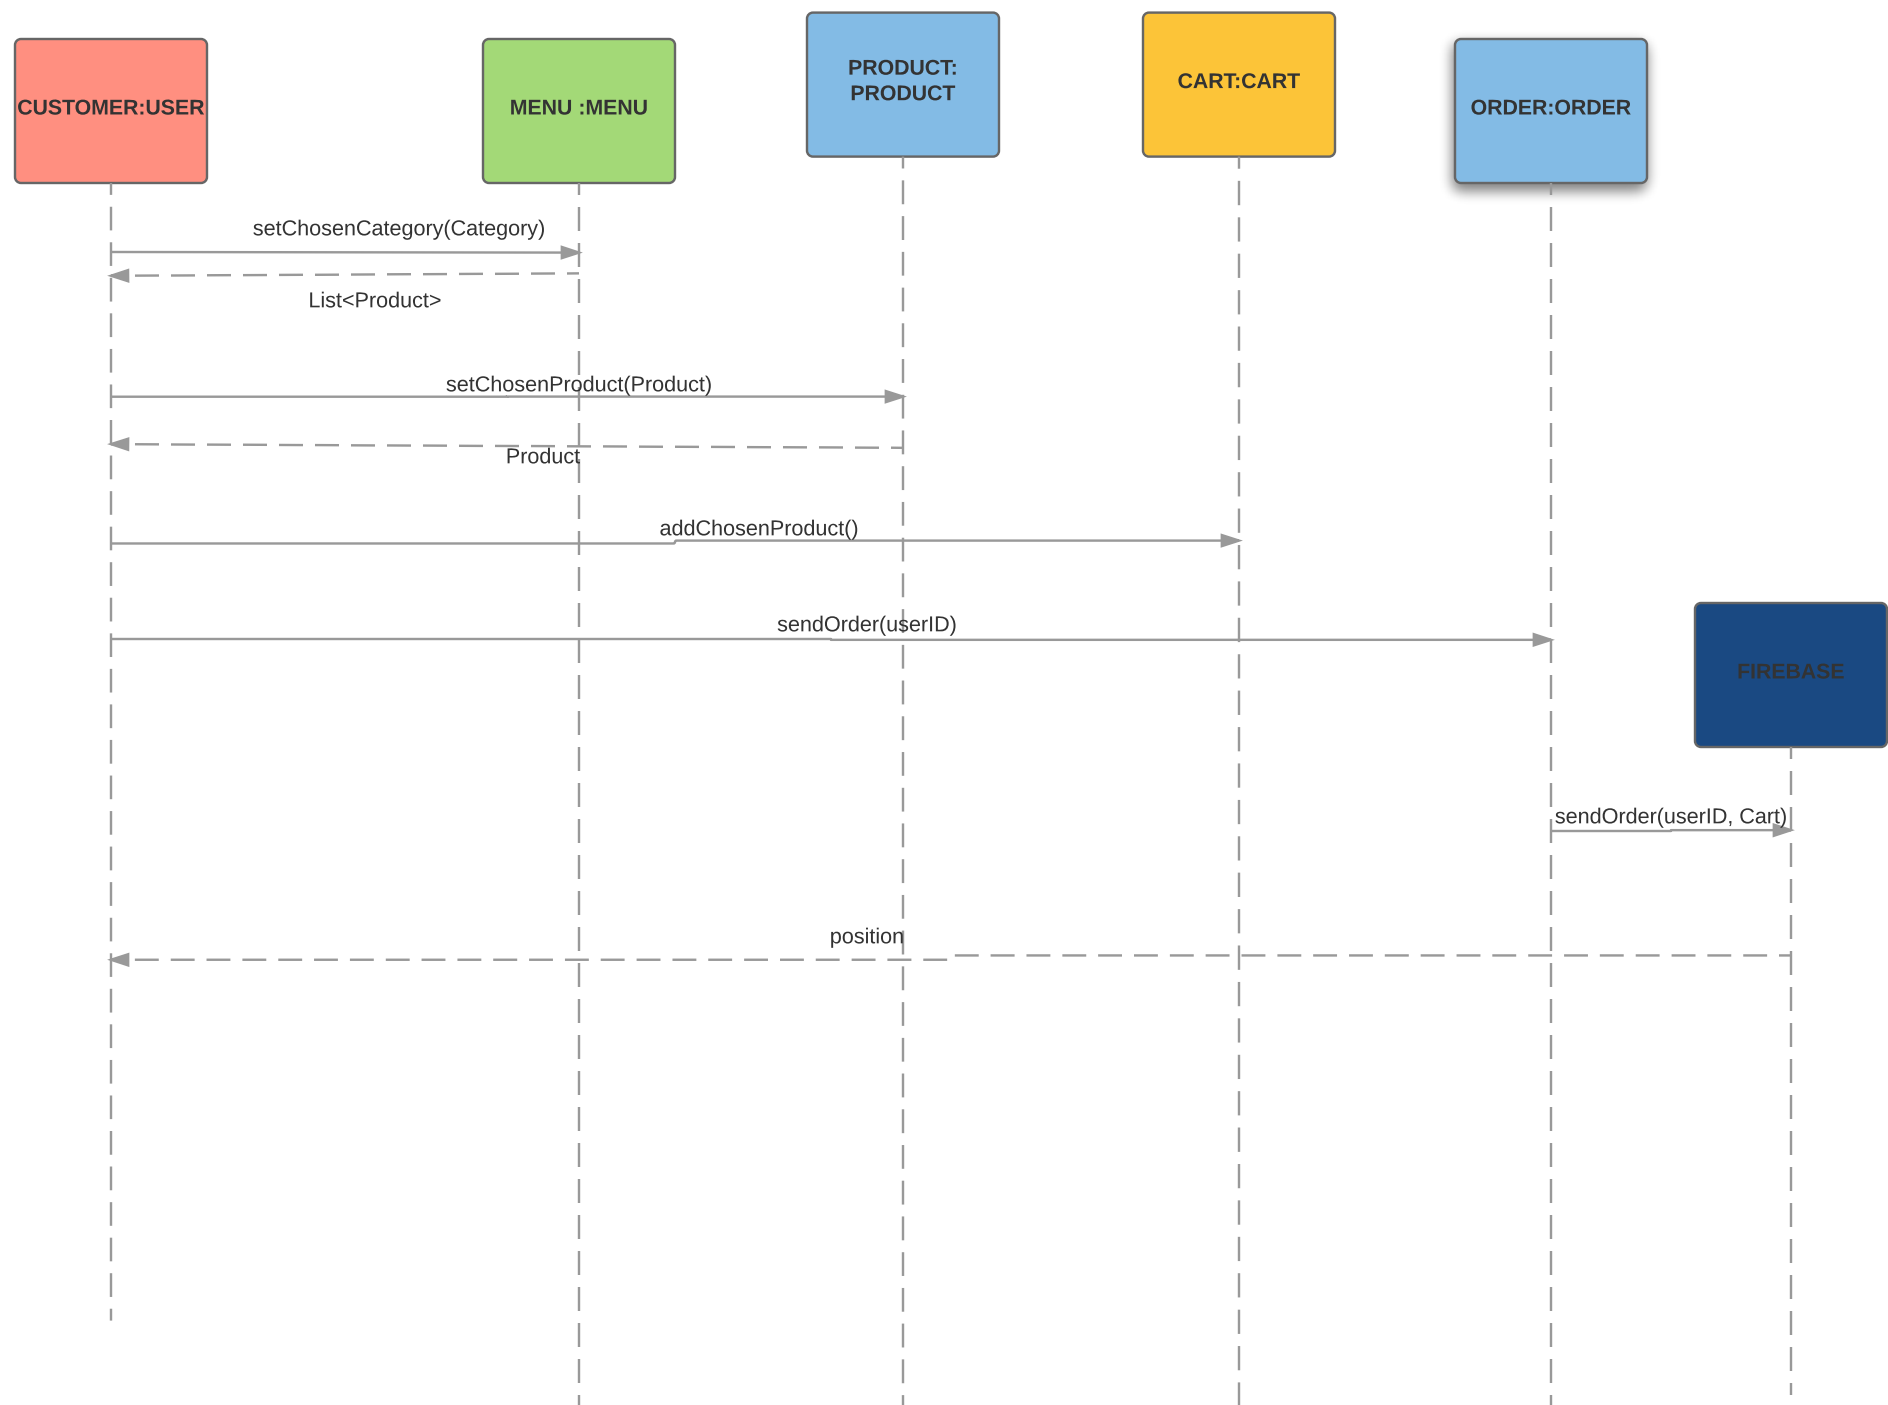 CUSTOMER:USER
MENU :MENU
PRODUCT:
PRODUCT
CART:CART
ORDER:ORDER
setChosenCategory(Category)
List<Product>
setChosenProduct(Product)
Product
addChosenProduct()
sendOrder(userID)
FIREBASE
sendOrder(userID, Cart)
position